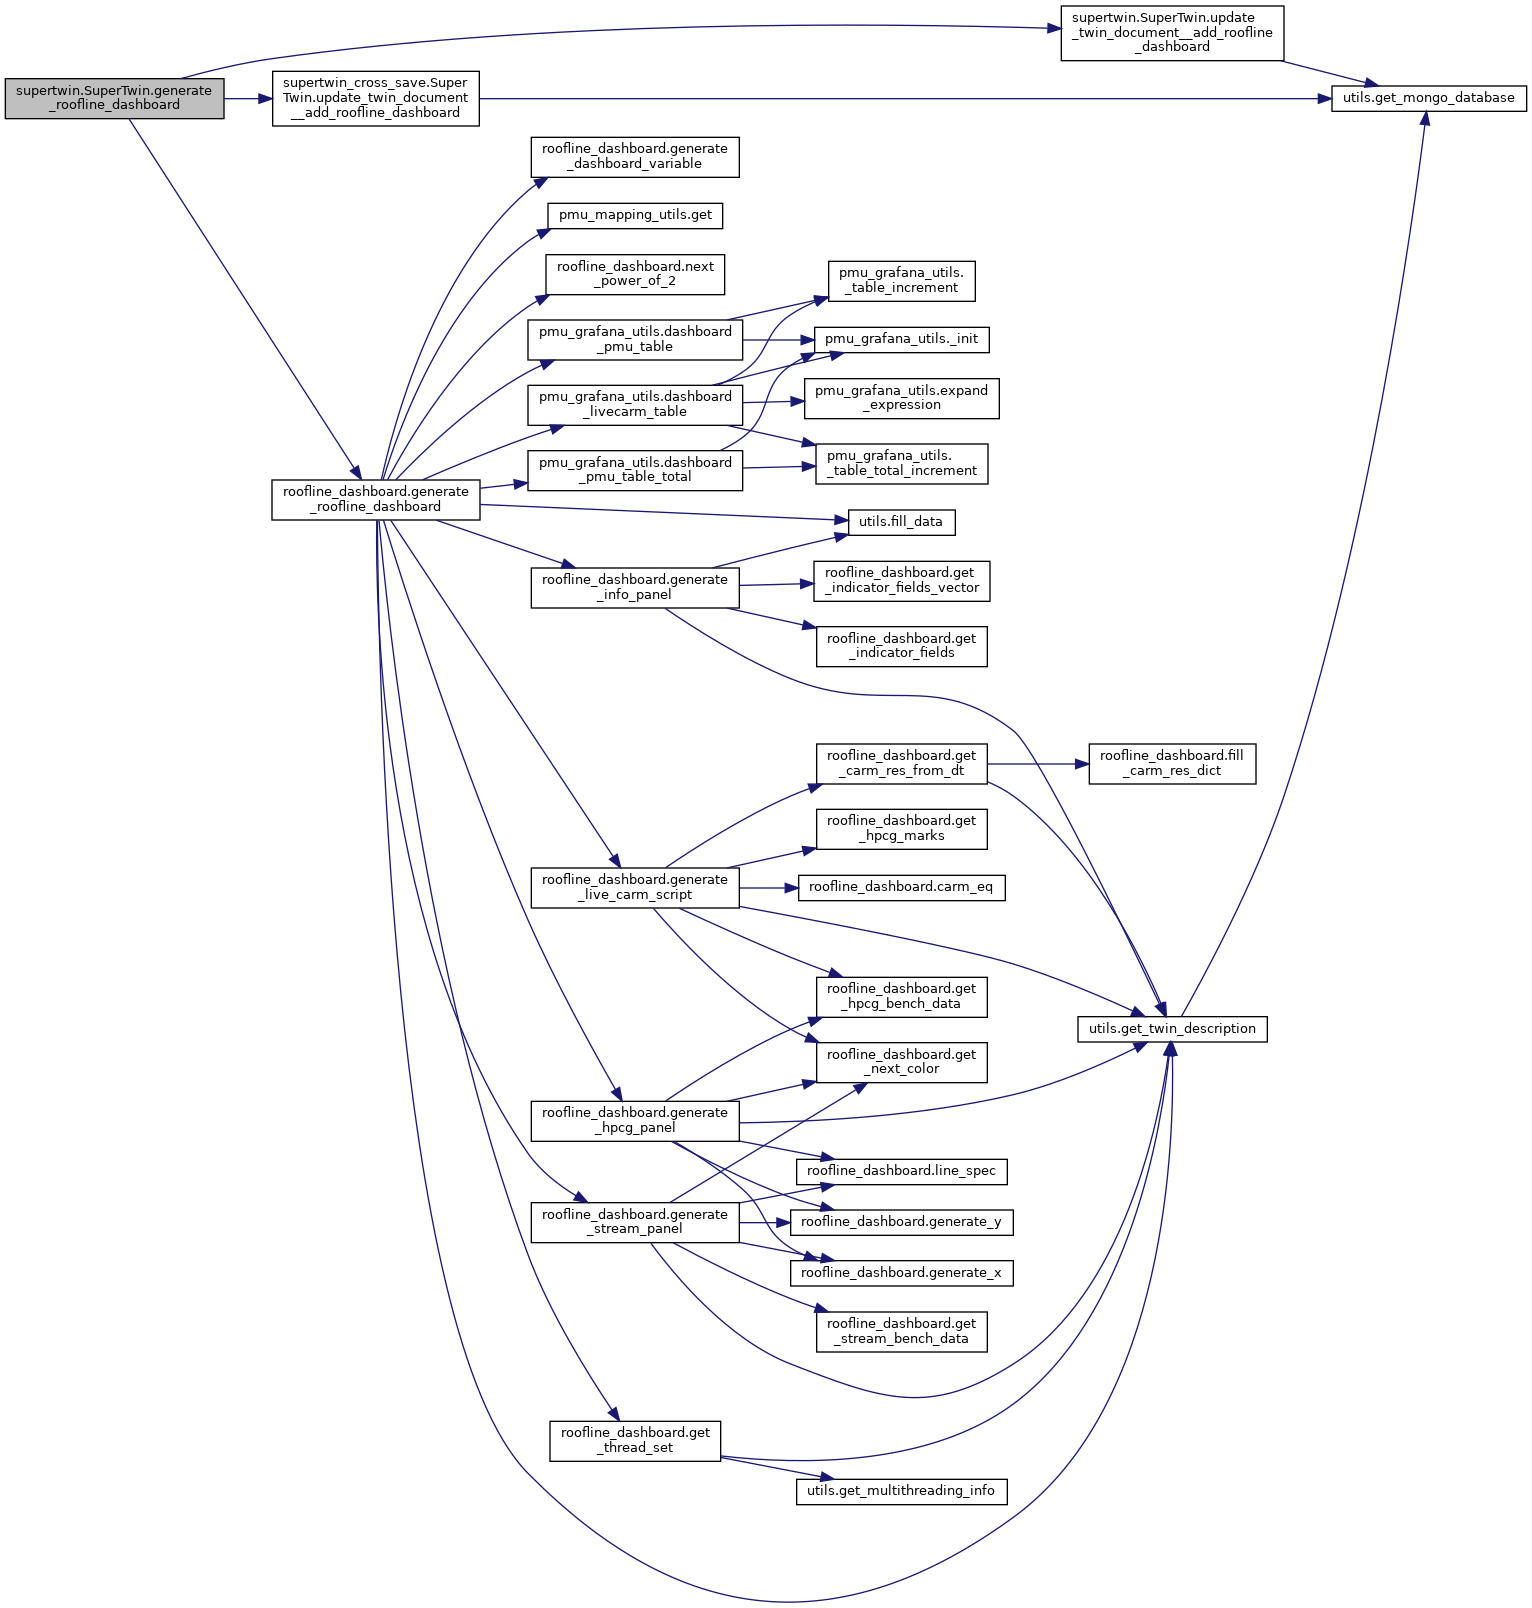 supertwin.SuperTwin.update
_twin_document__add_roofline
_dashboard
supertwin.SuperTwin.generate
_roofline_dashboard
supertwin_cross_save.Super
Twin.update_twin_document
__add_roofline_dashboard
utils.get_mongo_database
roofline_dashboard.generate
_dashboard_variable
pmu_mapping_utils.get
roofline_dashboard.next
_power_of_2
pmu_grafana_utils.
_table_increment
pmu_grafana_utils.dashboard
_pmu_table
pmu_grafana_utils._init
pmu_grafana_utils.dashboard
_livecarm_table
pmu_grafana_utils.expand
_expression
pmu_grafana_utils.dashboard
_pmu_table_total
pmu_grafana_utils.
_table_total_increment
roofline_dashboard.generate
_roofline_dashboard
utils.fill_data
roofline_dashboard.generate
_info_panel
roofline_dashboard.get
_indicator_fields_vector
roofline_dashboard.get
_indicator_fields
roofline_dashboard.get
_carm_res_from_dt
roofline_dashboard.fill
_carm_res_dict
roofline_dashboard.get
_hpcg_marks
roofline_dashboard.generate
_live_carm_script
roofline_dashboard.carm_eq
roofline_dashboard.get
_hpcg_bench_data
utils.get_twin_description
roofline_dashboard.get
_next_color
roofline_dashboard.generate
_hpcg_panel
roofline_dashboard.line_spec
roofline_dashboard.generate
_stream_panel
roofline_dashboard.generate_y
roofline_dashboard.generate_x
roofline_dashboard.get
_stream_bench_data
roofline_dashboard.get
_thread_set
utils.get_multithreading_info